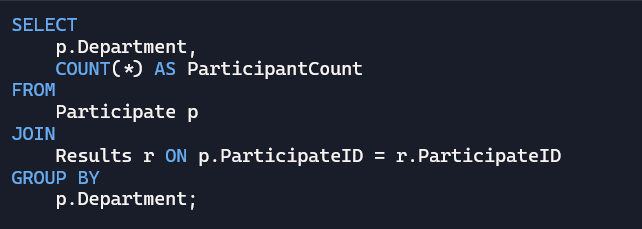 SELECT
    p.Department,
    COUNT(*) AS ParticipantCount
FROM
    Participate p
JOIN
    Results r ON p.ParticipateID = r.ParticipateID
GROUP BY
    p.Department;